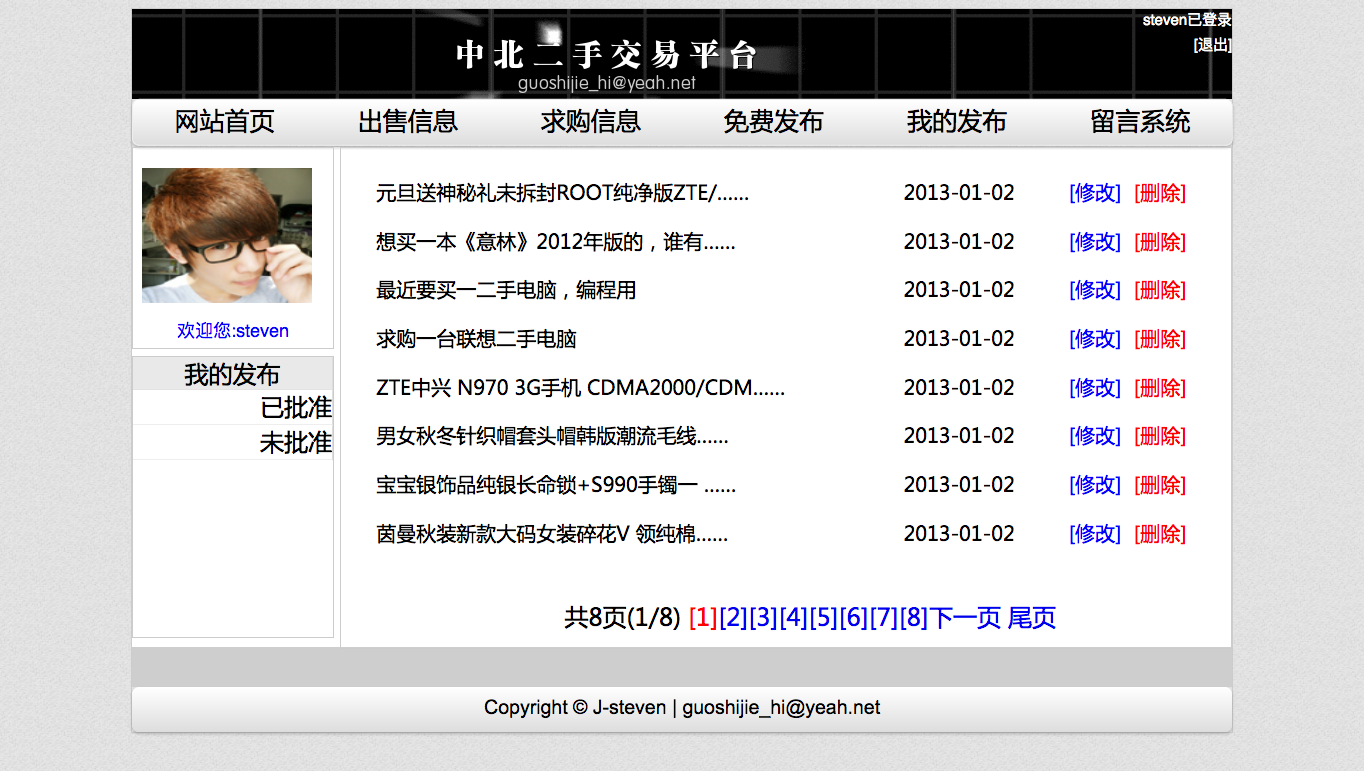 steven已登录
[退出]
中北二手交易平台
guoshijie_hi@yeah.net
网站首页 出售信息 求购信息 免费发布 我的发布 留言系统
欢迎您:steven
我的发布
已批准
未批准
元旦送神秘礼未拆封ROOT纯净版ZTE/...... 2013-01-02 [修改] [删除]
想买一本《意林》2012年版的，谁有...... 2013-01-02 [修改] [删除]
最近要买一二手电脑，编程用 2013-01-02 [修改] [删除]
求购一台联想二手电脑 2013-01-02 [修改] [删除]
ZTE中兴 N970 3G手机 CDMA2000/CDM...... 2013-01-02 [修改] [删除]
男女秋冬针织帽套头帽韩版潮流毛线...... 2013-01-02 [修改] [删除]
宝宝银饰品纯银长命锁+S990手镯一 ...... 2013-01-02 [修改] [删除]
茵曼秋装新款大码女装碎花V 领纯棉...... 2013-01-02 [修改] [删除]
共8页(1/8) [1][2][3][4][5][6][7][8]下一页 尾页
Copyright © J-steven | guoshijie_hi@yeah.net